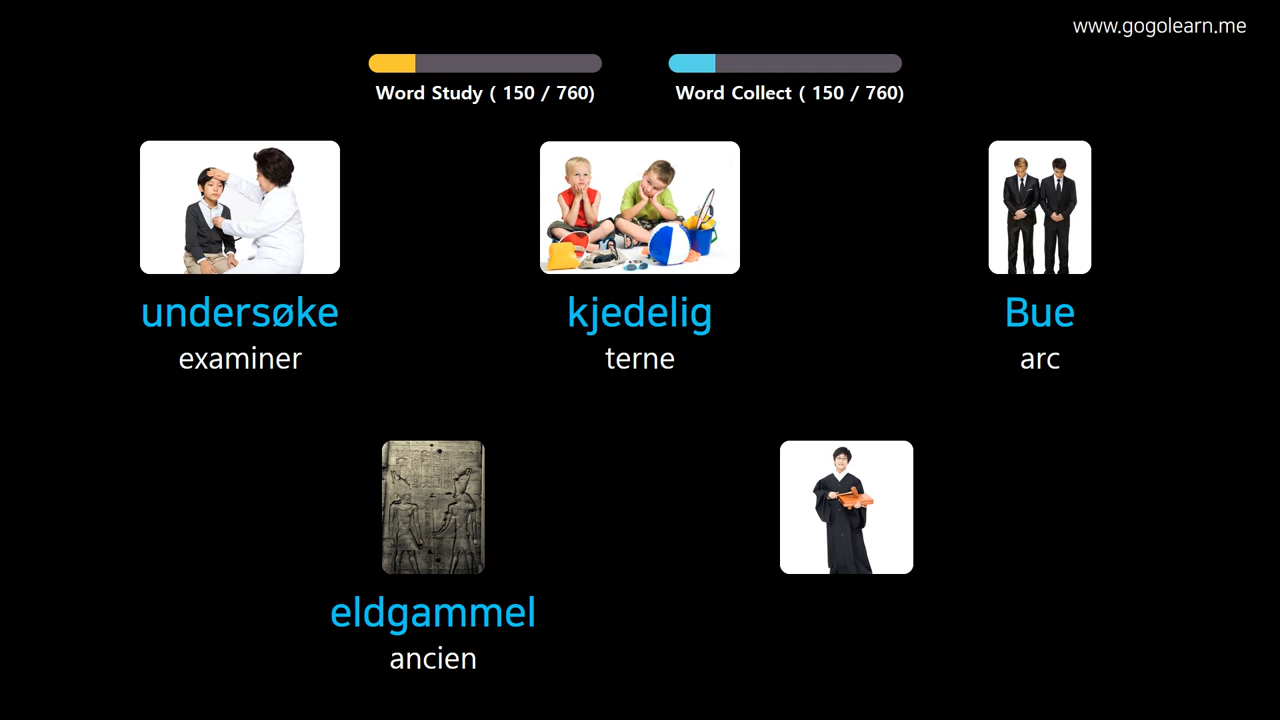 www.gogolearn.me
Word Study ( 150 / 760)
Word Collect ( 150 / 760)
undersøke
kjedelig
Bue
examiner
terne
arc
eldgammel
ancien